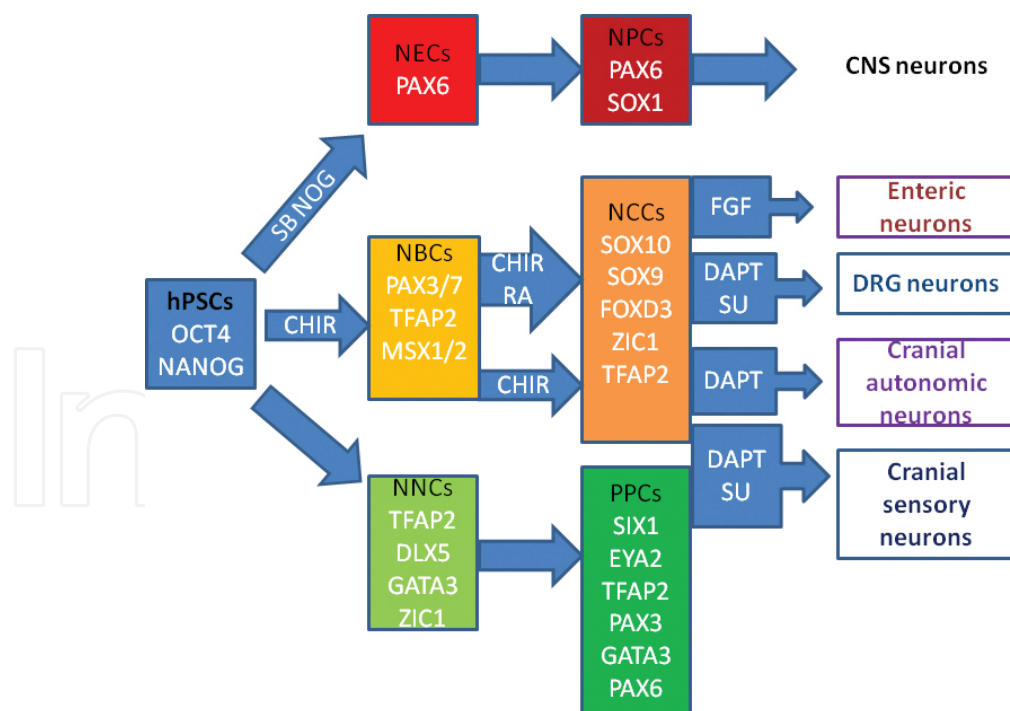 NECs
PAX6
NPCs
PAX6
SOX1
CNS neurons
SB NOG
hPSCs
OCT4
NANOG
CHIR
NBCs
PAX3/7
TFAP2
MSX1/2
CHIR
RA
CHIR
NCCs
SOX10
SOX9
FOXD3
ZIC1
TFAP2
FGF
Enteric
neurons
DAPT
SU
DRG neurons
DAPT
Cranial
autonomic
neurons
DAPT
SU
Cranial
sensory
neurons
NNCs
TFAP2
DLX5
GATA3
ZIC1
PPCs
SIX1
EYA2
TFAP2
PAX3
GATA3
PAX6
In